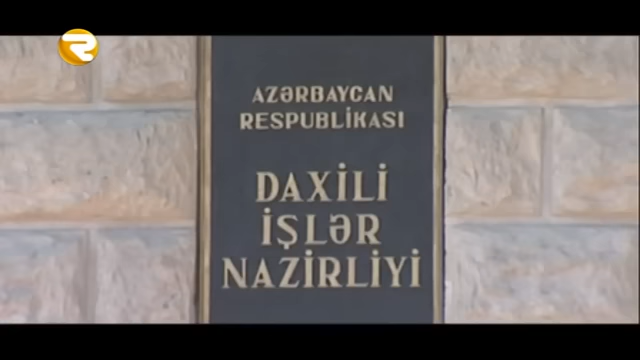 AZƏRBAYCAN
RESPUBLİKASI
DAXİLİ
İŞLƏR
NAZİRLİYİ